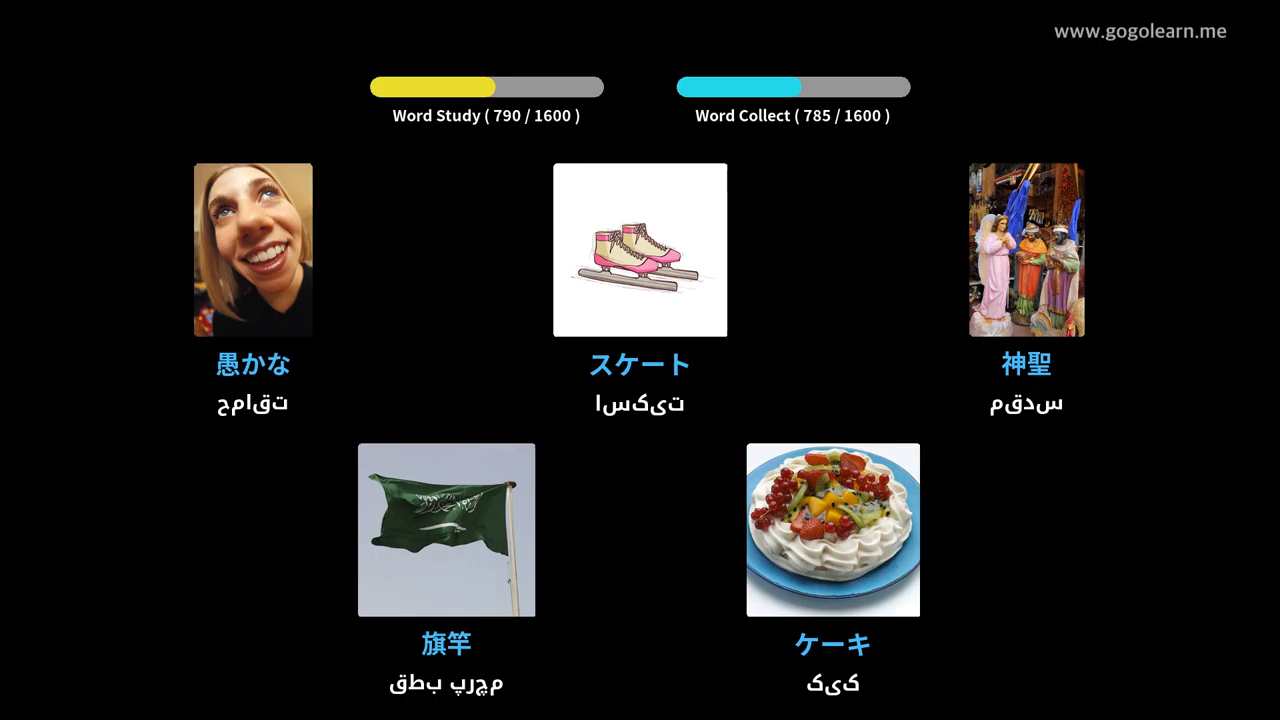 www.gogolearn.me
Word Study ( 790 / 1600 )
Word Collect ( 785 / 1600 )
愚かな
حماقت
スケート
اسکیت
神聖
مقدس
旗竿
قطب پرچم
ケーキ
کیک